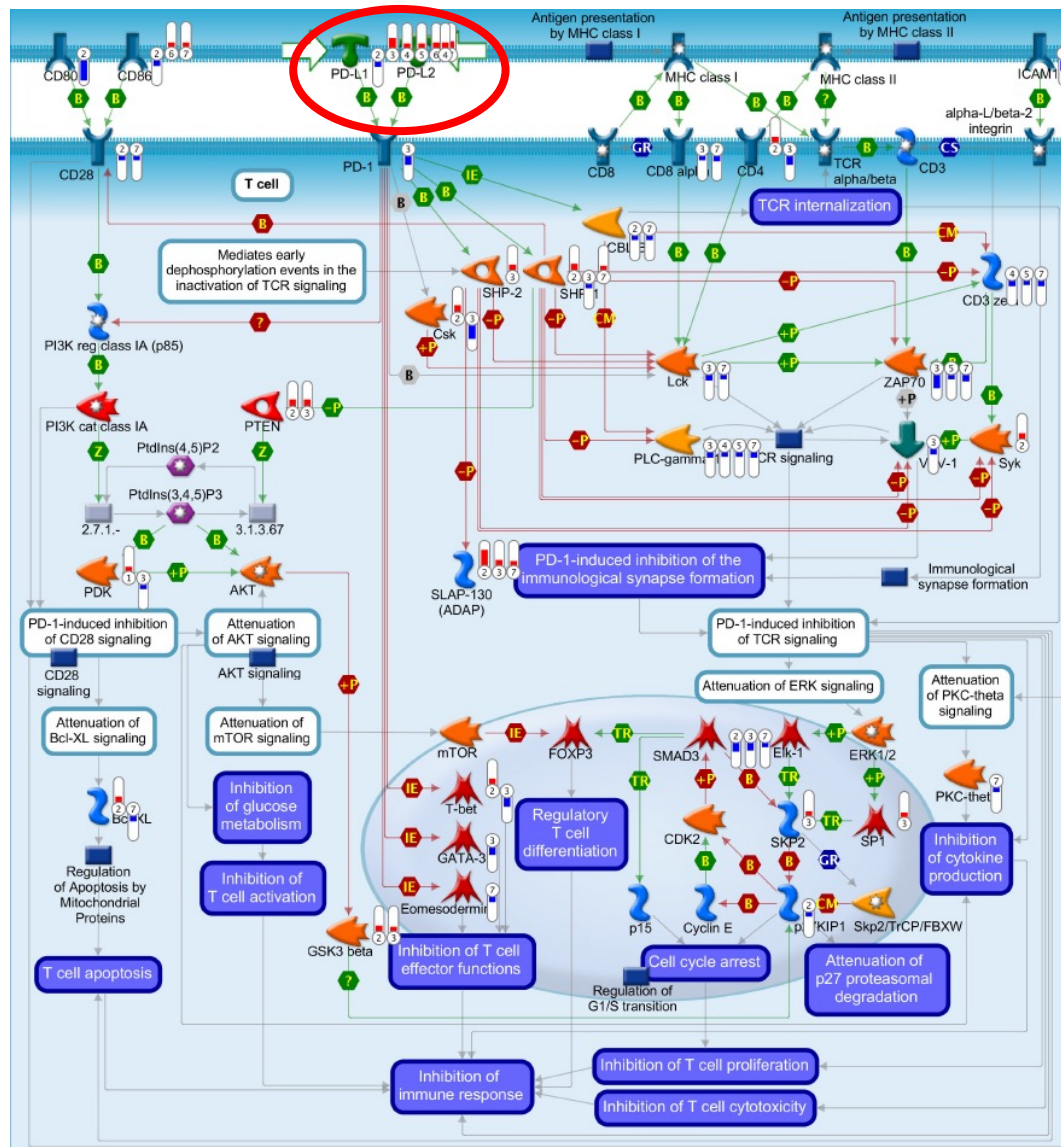 Antigen presentation
by MHC class I
Antigen presentation
by MHC class II
CD80
CD86
PD-L1
PD-L2
MHC class I
MHC class II
ICAM1
alpha-L/beta-2
integrin
CD28
PD-1
CD8
CD8 alpha
CD4
TCR
alpha/beta
CD3
T cell
TCR internalization
Mediates early
dephosphorylation events in the
inactivation of TCR signaling
SHP-2
Csk
CD3 zeta
PI3K reg class IA (p85)
Lck
ZAP70
PI3K cat class IA
PTEN
PLC-gamma
TCR signaling
VAV-1
Syk
PtdIns(4,5)P2
PtdIns(3,4,5)P3
2.7.1.-
3.1.3.67
PDK
AKT
SLAP-130
(ADAP)
PD-1-induced inhibition of the
immunological synapse formation
Immunological
synapse formation
PD-1-induced inhibition
of CD28 signaling
CD28
signaling
Attenuation
of AKT signaling
AKT signaling
PD-1-induced inhibition
of TCR signaling
Attenuation of ERK signaling
Attenuation
of PKC-theta
signaling
Attenuation of
Bcl-XL signaling
Attenuation of
mTOR signaling
mTOR
FOXP3
SMAD3
Elk-1
ERK1/2
Bcl-XL
Inhibition
of glucose
metabolism
T-bet
Regulatory
T cell
differentiation
CDK2
SKP2
SP1
PKC-thet
Inhibition
of cytokine
production
GATA-3
Regulation
of Apoptosis by
Mitochondrial
Proteins
Inhibition of
T cell activation
Eomesodermin
p15
Cyclin E
Skp2/TrCP/FBXW
GSK3 beta
Inhibition of T cell
effector functions
Cell cycle arrest
Attenuation of
p27 proteasomal
degradation
T cell apoptosis
Regulation of
G1/S transition
Inhibition of
immune response
Inhibition of T cell proliferation
Inhibition of T cell cytotoxicity